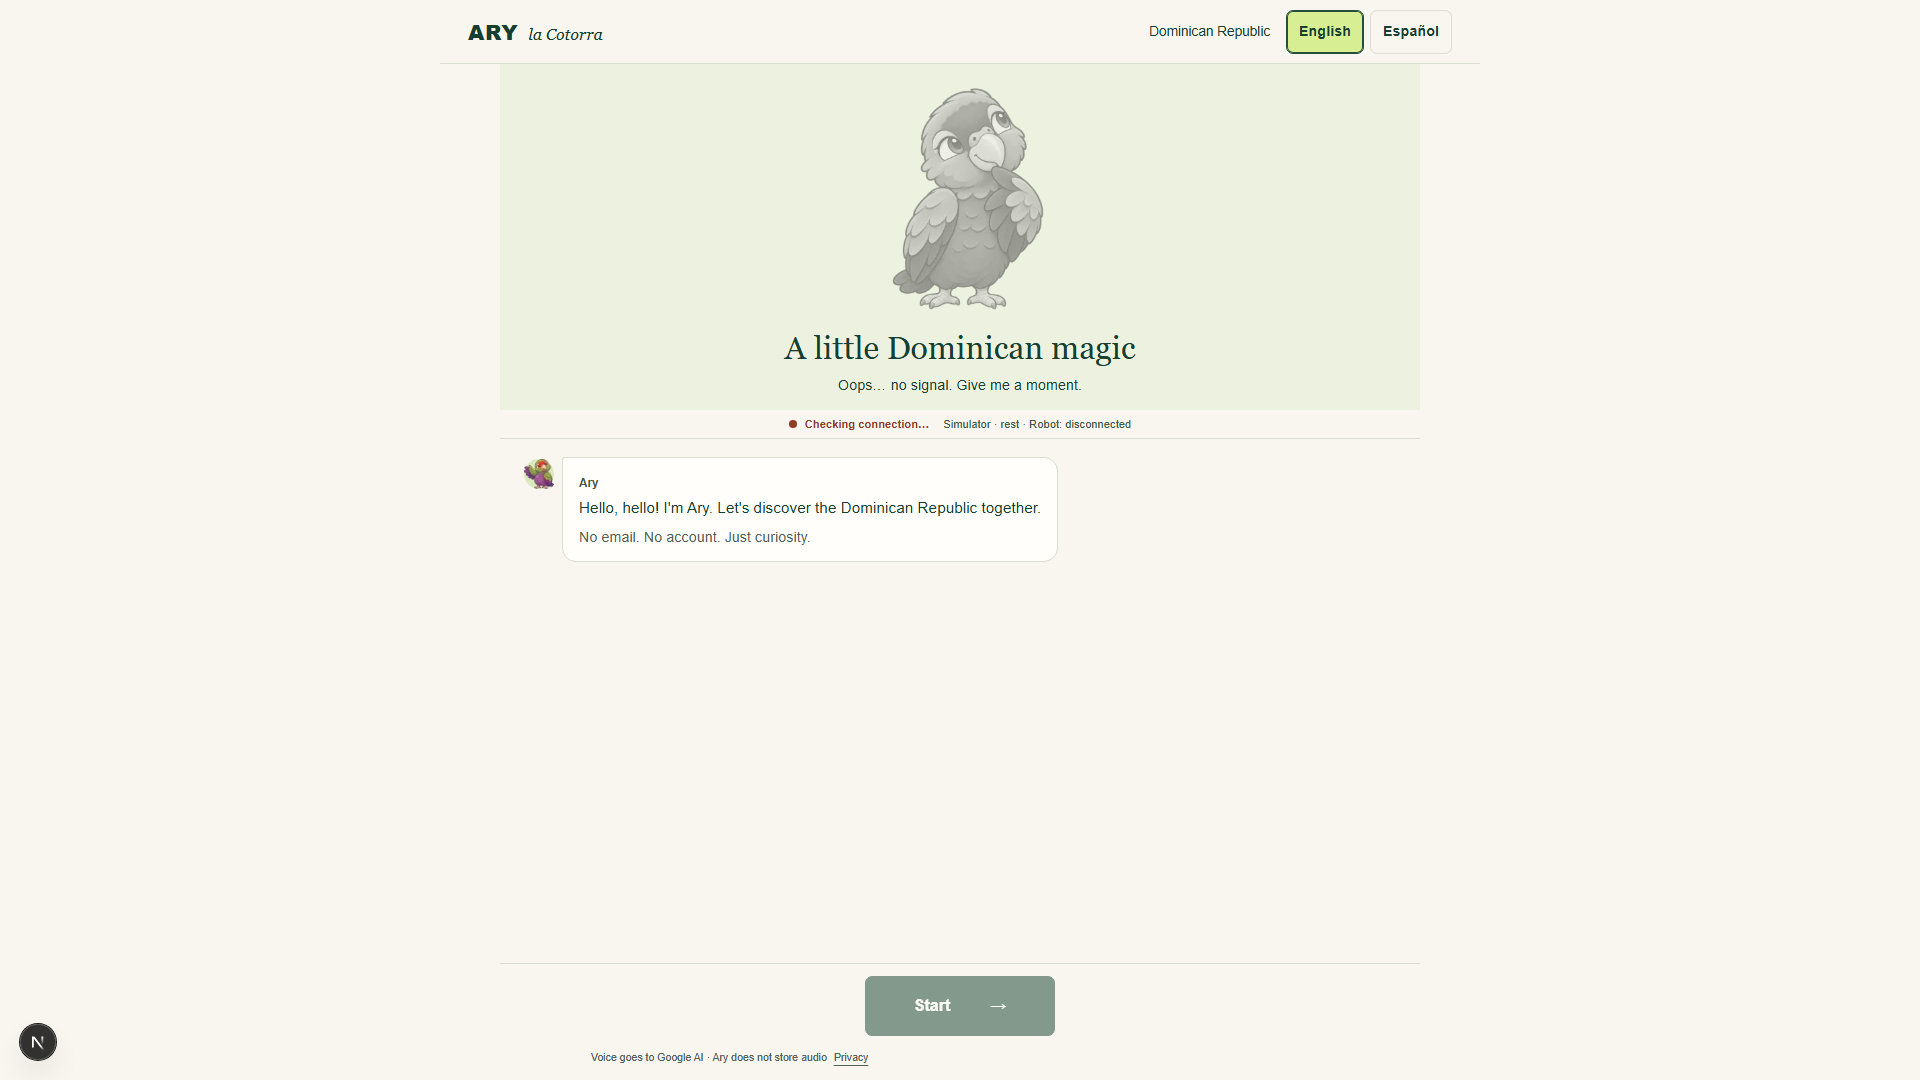 ARY la Cotorra
Dominican Republic
English
Español
A little Dominican magic
Oops... no signal. Give me a moment.
Checking connection... Simulator · rest · Robot: disconnected
Ary
Hello, hello! I'm Ary. Let's discover the Dominican Republic together.
No email. No account. Just curiosity.
Start →
N
Voice goes to Google AI · Ary does not store audio Privacy